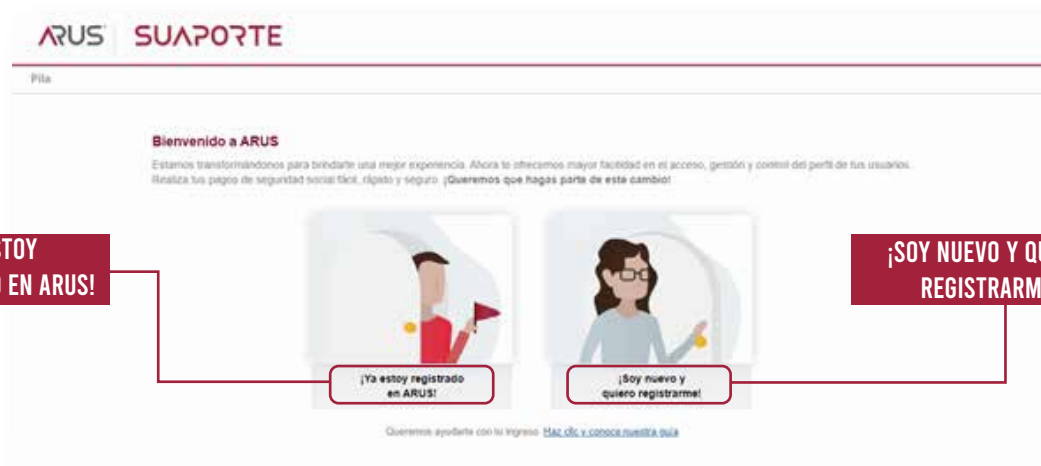 ARUS SUAPORTE
Pila
Bienvenido a ARUS
Estamos transformándonos para brindarte una mejor experiencia. Ahora te ofrecemos mayor facilidad en el acceso, gestión y control del perfil de tus usuarios.
Realiza tus pagos de seguridad social fácil, rápido y seguro. ¡Queremos que hagas parte de este cambio!
STOY
O EN ARUS!
¡SOY NUEVO Y QU
REGISTRARM
¡Ya estoy registrado
en ARUS!
¡Soy nuevo y
quiero registrarme!
Queremos ayudarte con tu ingreso. Haz clic y conoce nuestra guía